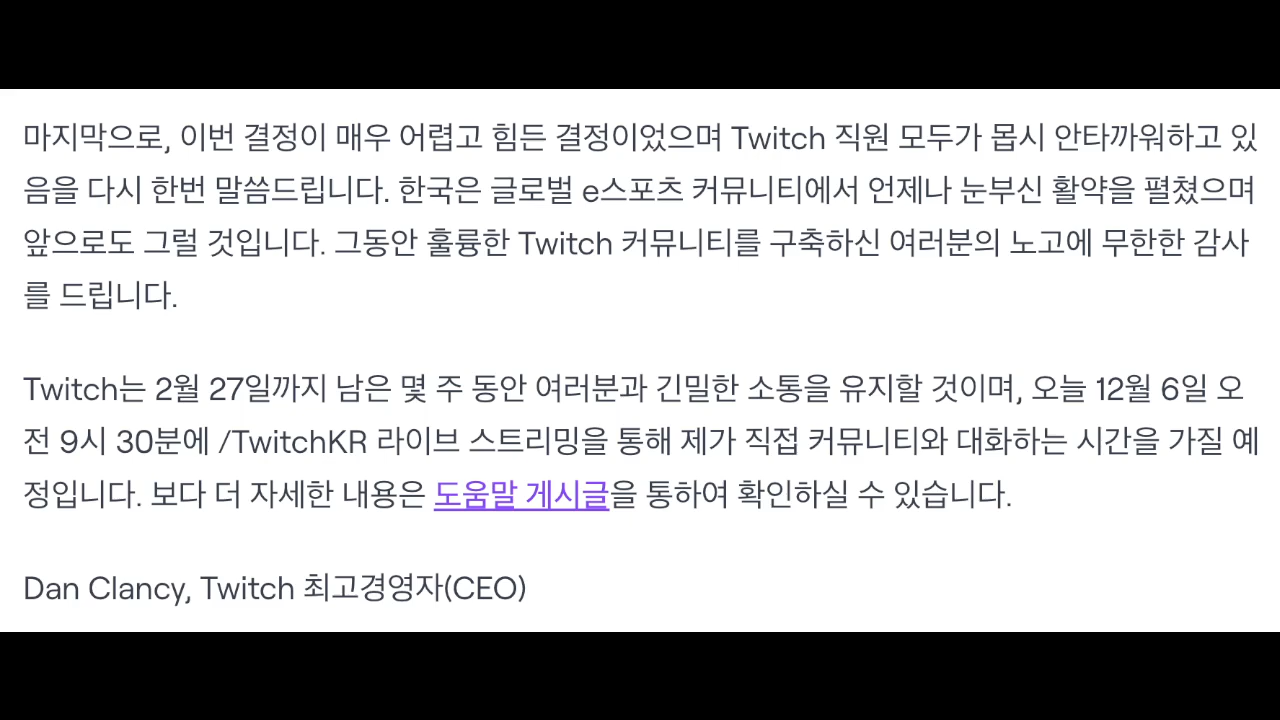 마지막으로, 이번 결정이 매우 어렵고 힘든 결정이었으며 Twitch 직원 모두가 몹시 안타까워하고 있
음을 다시 한번 말씀드립니다. 한국은 글로벌 e스포츠 커뮤니티에서 언제나 눈부신 활약을 펼쳤으며
앞으로도 그럴 것입니다. 그동안 훌륭한 Twitch 커뮤니티를 구축하신 여러분의 노고에 무한한 감사
를 드립니다.
Twitch는 2월 27일까지 남은 몇 주 동안 여러분과 긴밀한 소통을 유지할 것이며, 오늘 12월 6일 오
전 9시 30분에 /TwitchKR 라이브 스트리밍을 통해 제가 직접 커뮤니티와 대화하는 시간을 가질 예
정입니다. 보다 더 자세한 내용은 도움말 게시글을 통하여 확인하실 수 있습니다.
Dan Clancy, Twitch 최고경영자(CEO)